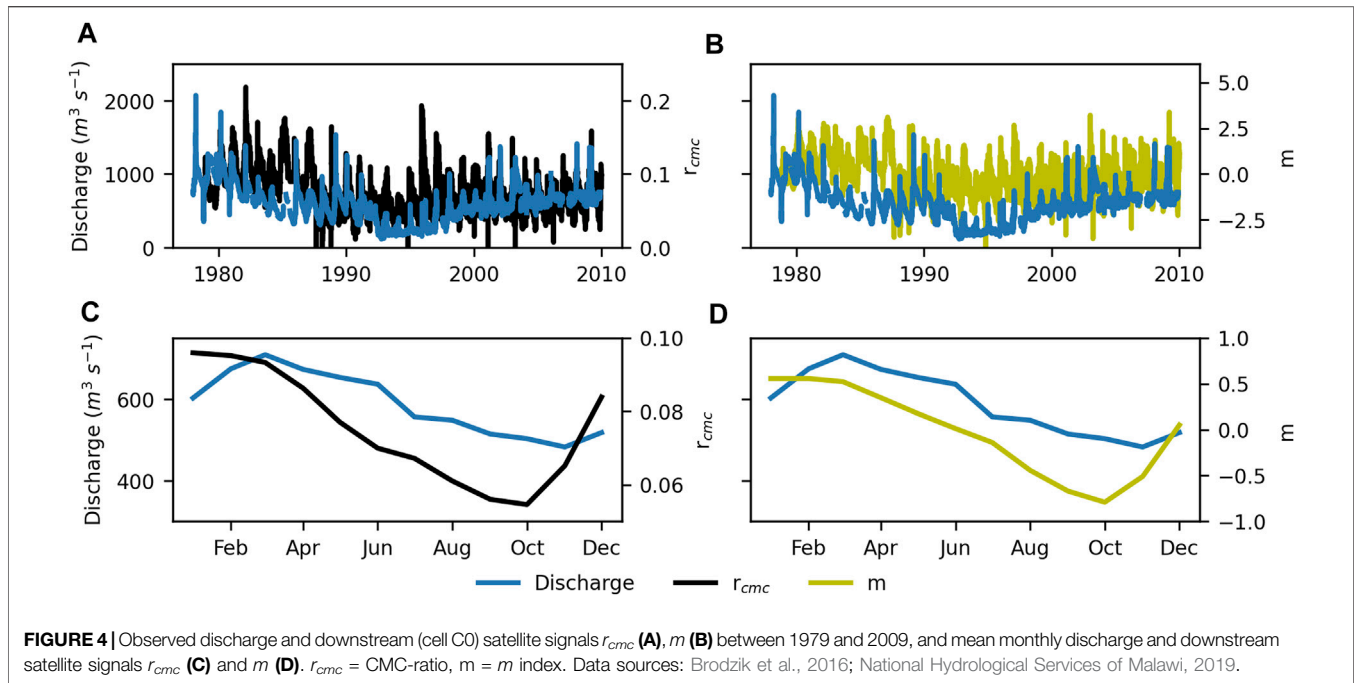 A
B
Discharge (m³ s⁻¹)
2000
1000
0
0.2
0.1
0.0
r_cmc
1980
1990
2000
2010
5.0
2.5
0.0
−2.5
m
1980
1990
2000
2010
C
D
Discharge (m³ s⁻¹)
600
400
0.10
0.08
0.06
r_cmc
Feb
Apr
Jun
Aug
Oct
Dec
1.0
0.5
0.0
−0.5
−1.0
m
Feb
Apr
Jun
Aug
Oct
Dec
Discharge r_cmc m
FIGURE 4 | Observed discharge and downstream (cell C0) satellite signals r_cmc (A), m (B) between 1979 and 2009, and mean monthly discharge and downstream
satellite signals r_cmc (C) and m (D). r_cmc = CMC-ratio, m = m index. Data sources: Brodzik et al., 2016; National Hydrological Services of Malawi, 2019.